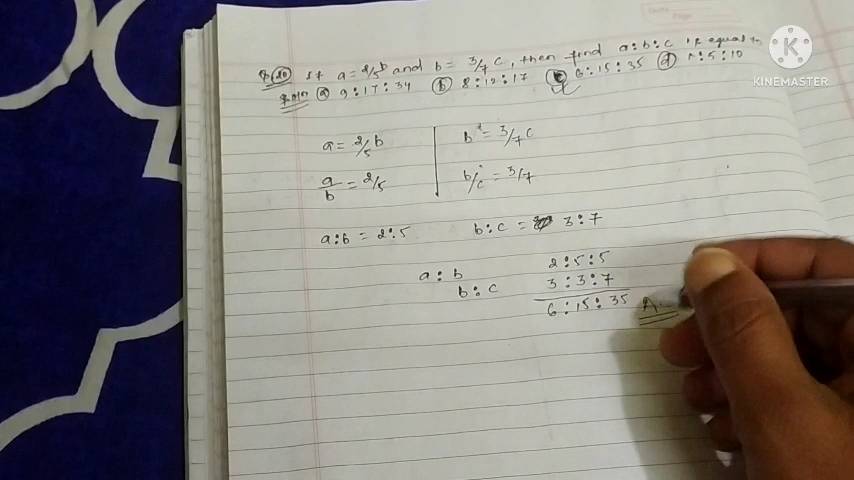 Q.20 If a = 2/5 b and b = 3/7 c, then find a:b:c is equal to
Soln (a) 9:17:34 (b) 8:12:17 (c) 6:15:35 (d) 1:5:10
KINEMASTER
a = 2/5 b
b = 3/7 c
a/b = 2/5
b/c = 3/7
a:b = 2:5
b:c = 3:7
a:b
2:5:5
b:c
3:3:7
6:15:35 A.